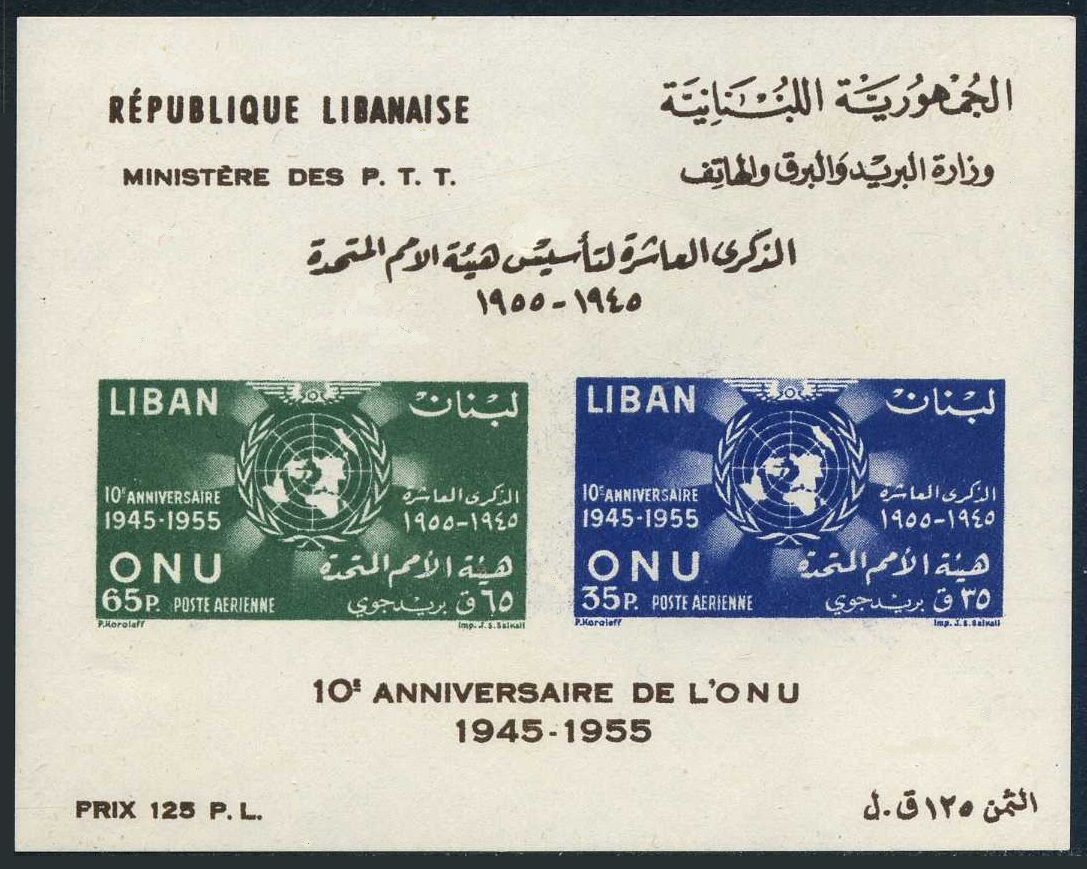 RÉPUBLIQUE LIBANAISE
الجمهورية اللبنانية
MINISTÈRE DES P. T. T.
وزارة البريد والبرق والهاتف
الذكرى العاشرة لتأسيس هيئة الأمم المتحدة
١٩٤٥-١٩٥٥
LIBAN لبنان
10ᴱ ANNIVERSAIRE الذكرى العاشرة
1945-1955 ١٩٤٥-١٩٥٥
ONU هيئة الأمم المتحدة
65P. POSTE AERIENNE بريد جوي ٦٥ ق
P.Koroleff Imp. J.S.Saikali
LIBAN لبنان
10ᴱ ANNIVERSAIRE الذكرى العاشرة
1945-1955 ١٩٤٥-١٩٥٥
ONU هيئة الأمم المتحدة
35P. POSTE AERIENNE ٣٥ ق بريد جوي
P.Koroleff Imp. J.S.Saikali
10ᴱ ANNIVERSAIRE DE L'ONU
1945-1955
PRIX 125 P.L.
الثمن ١٢٥ ق.ل